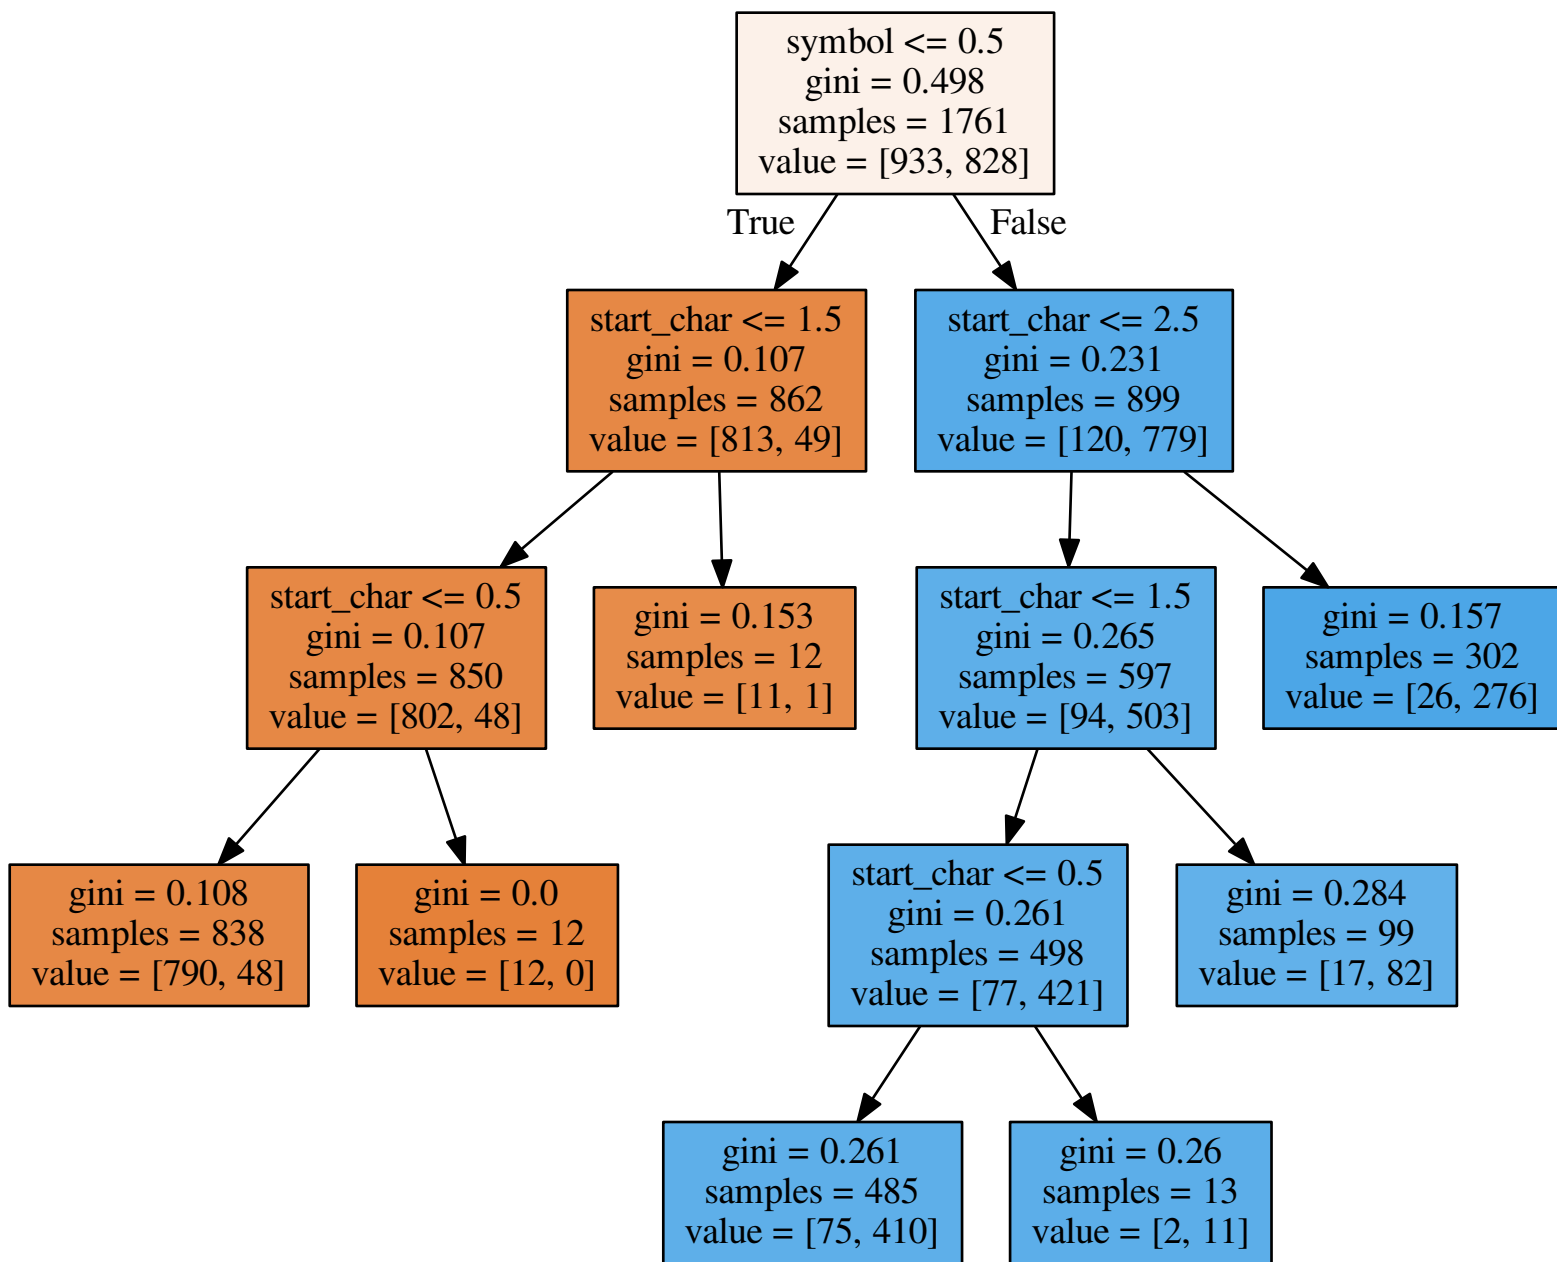 symbol <= 0.5
gini = 0.498
samples = 1761
value = [933, 828]
True
False
start_char <= 1.5
gini = 0.107
samples = 862
value = [813, 49]
start_char <= 2.5
gini = 0.231
samples = 899
value = [120, 779]
start_char <= 0.5
gini = 0.107
samples = 850
value = [802, 48]
gini = 0.153
samples = 12
value = [11, 1]
start_char <= 1.5
gini = 0.265
samples = 597
value = [94, 503]
gini = 0.157
samples = 302
value = [26, 276]
gini = 0.108
samples = 838
value = [790, 48]
gini = 0.0
samples = 12
value = [12, 0]
start_char <= 0.5
gini = 0.261
samples = 498
value = [77, 421]
gini = 0.284
samples = 99
value = [17, 82]
gini = 0.261
samples = 485
value = [75, 410]
gini = 0.26
samples = 13
value = [2, 11]